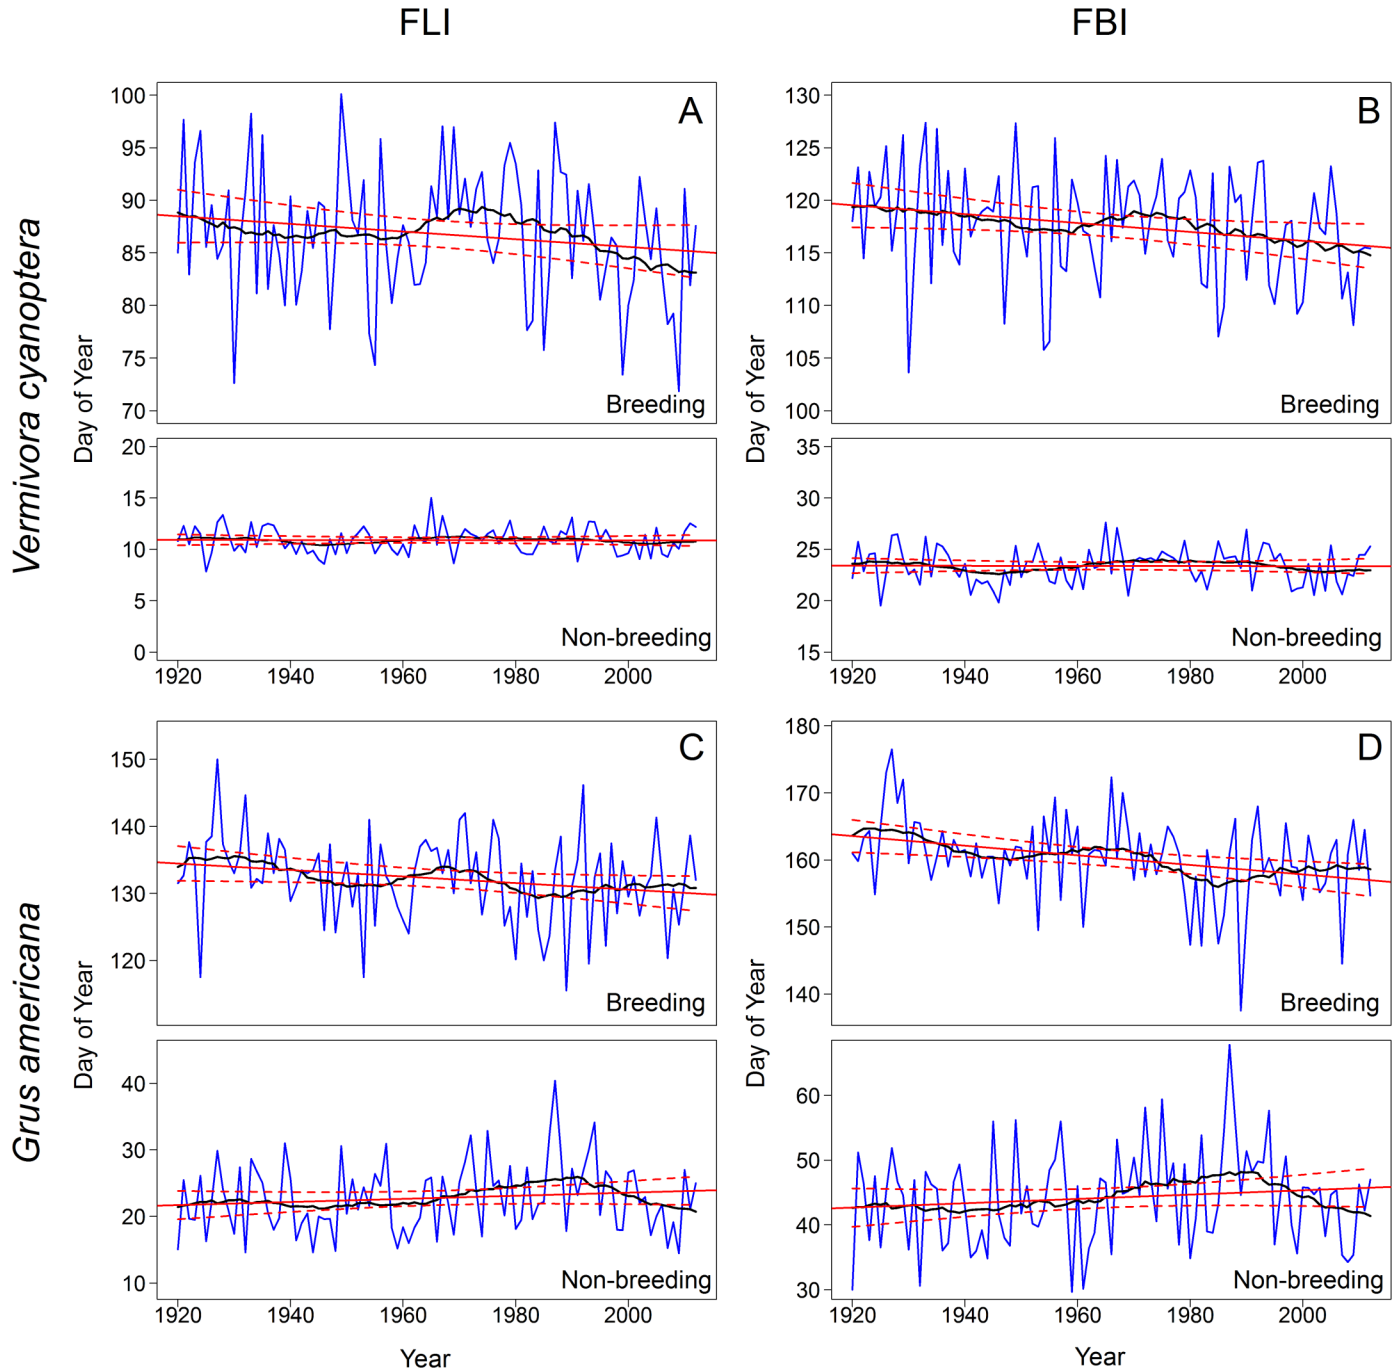 FLI
FBI
Vermivora cyanoptera
Day of Year
100
95
90
85
80
75
70
A
Breeding
20
15
10
5
0
Non-breeding
1920 1940 1960 1980 2000
Day of Year
130
125
120
115
110
105
100
B
Breeding
35
30
25
20
15
Non-breeding
1920 1940 1960 1980 2000
Grus americana
Day of Year
150
140
130
120
C
Breeding
40
30
20
10
Non-breeding
1920 1940 1960 1980 2000
Year
Day of Year
180
170
160
150
140
D
Breeding
60
50
40
30
Non-breeding
1920 1940 1960 1980 2000
Year